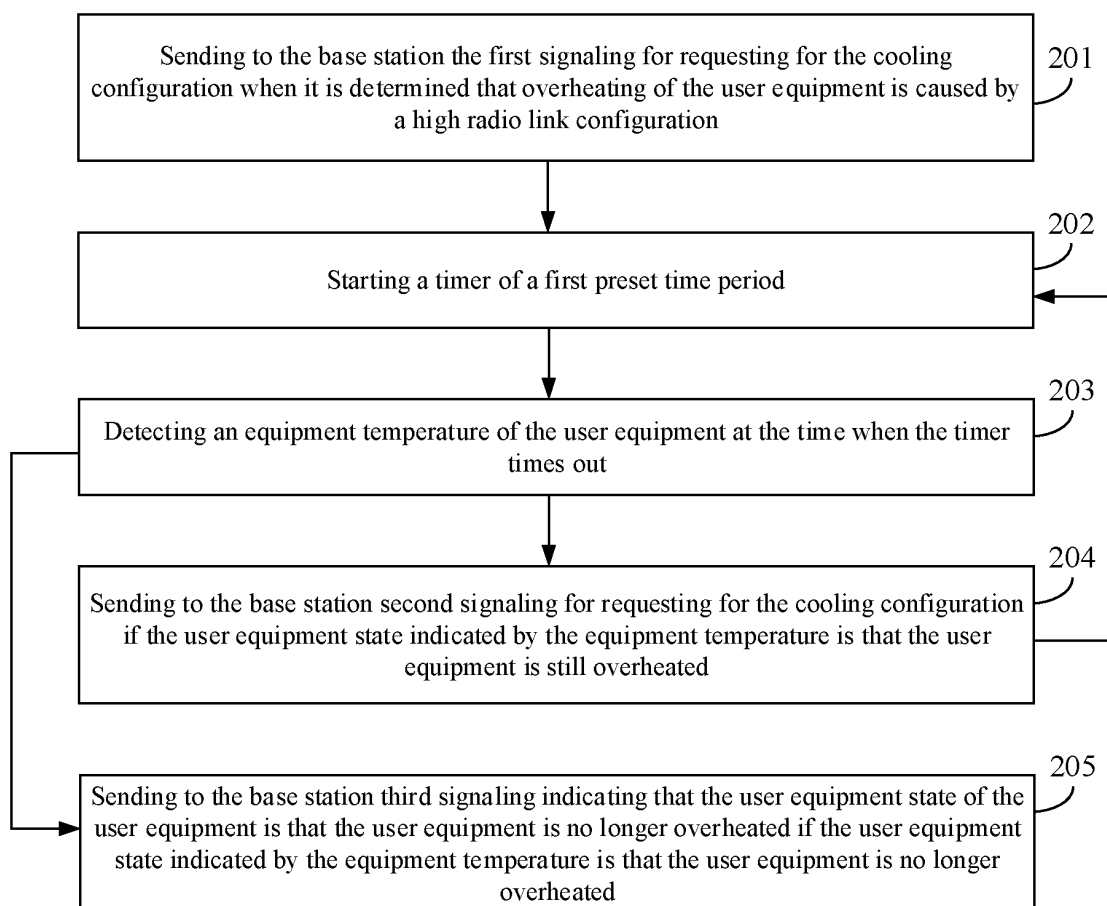 Sending to the base station the first signaling for requesting for the cooling
configuration when it is determined that overheating of the user equipment is caused by
a high radio link configuration
201
Starting a timer of a first preset time period
202
Detecting an equipment temperature of the user equipment at the time when the timer
times out
203
Sending to the base station second signaling for requesting for the cooling configuration
if the user equipment state indicated by the equipment temperature is that the user
equipment is still overheated
204
Sending to the base station third signaling indicating that the user equipment state of the
user equipment is that the user equipment is no longer overheated if the user equipment
state indicated by the equipment temperature is that the user equipment is no longer
overheated
205